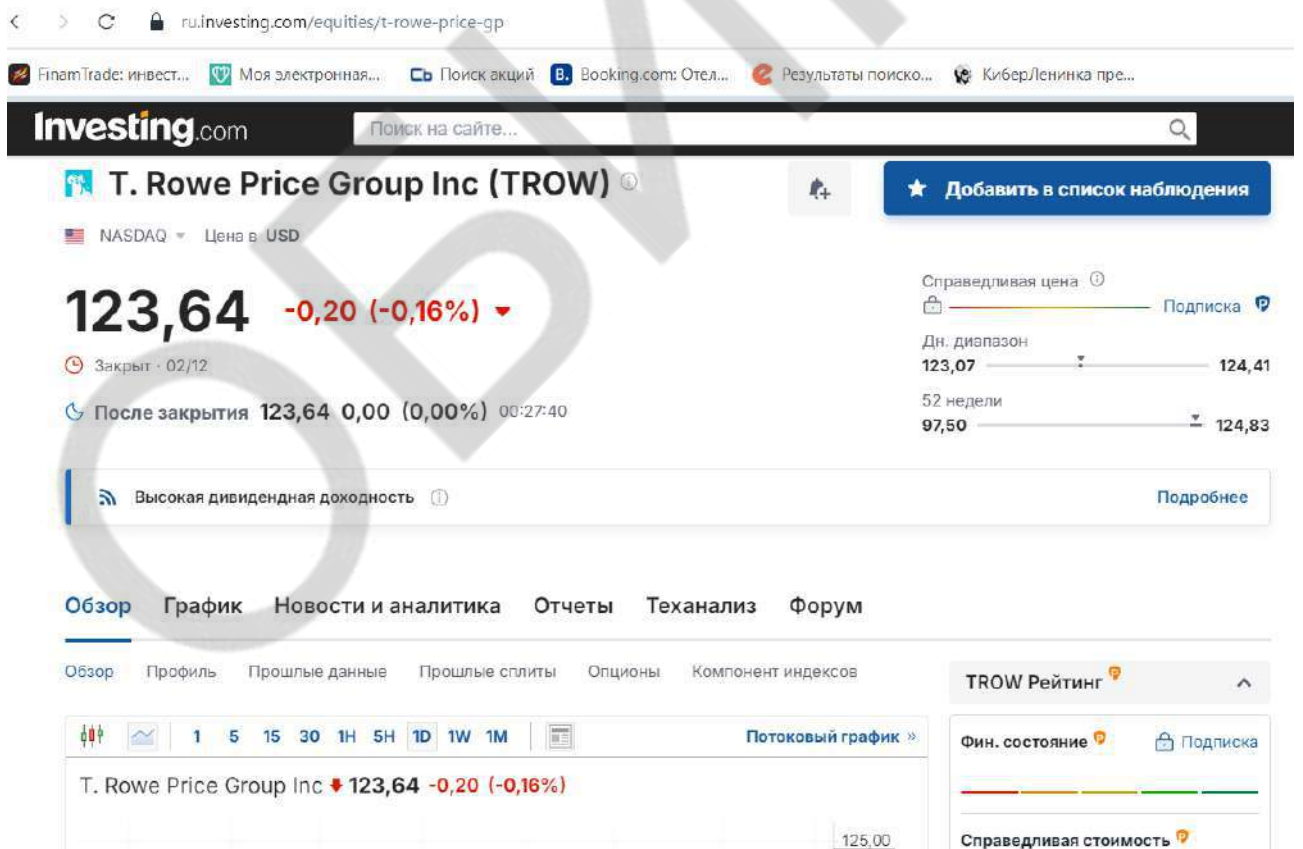 ru.investing.com/equities/t-rowe-price-gp
FinamTrade: инвест... Моя электронная... Поиск акций Booking.com: Отел... Результаты поиско... КиберЛенинка пре...
Investing.com Поиск на сайте...
T. Rowe Price Group Inc (TROW) Добавить в список наблюдения
NASDAQ Цена в USD
123,64 -0,20 (-0,16%)
Справедливая цена
Подписка
Закрыт · 02/12
Дн. диапазон
123,07 124,41
После закрытия 123,64 0,00 (0,00%) 00:27:40
52 недели
97,50 124,83
Высокая дивидендная доходность Подробнее
Обзор График Новости и аналитика Отчеты Теханализ Форум
Обзор Профиль Прошлые данные Прошлые сплиты Опционы Компонент индексов
TROW Рейтинг
1 5 15 30 1H 5H 1D 1W 1M Потоковый график »
Фин. состояние Подписка
T. Rowe Price Group Inc 123,64 -0,20 (-0,16%)
125,00
Справедливая стоимость